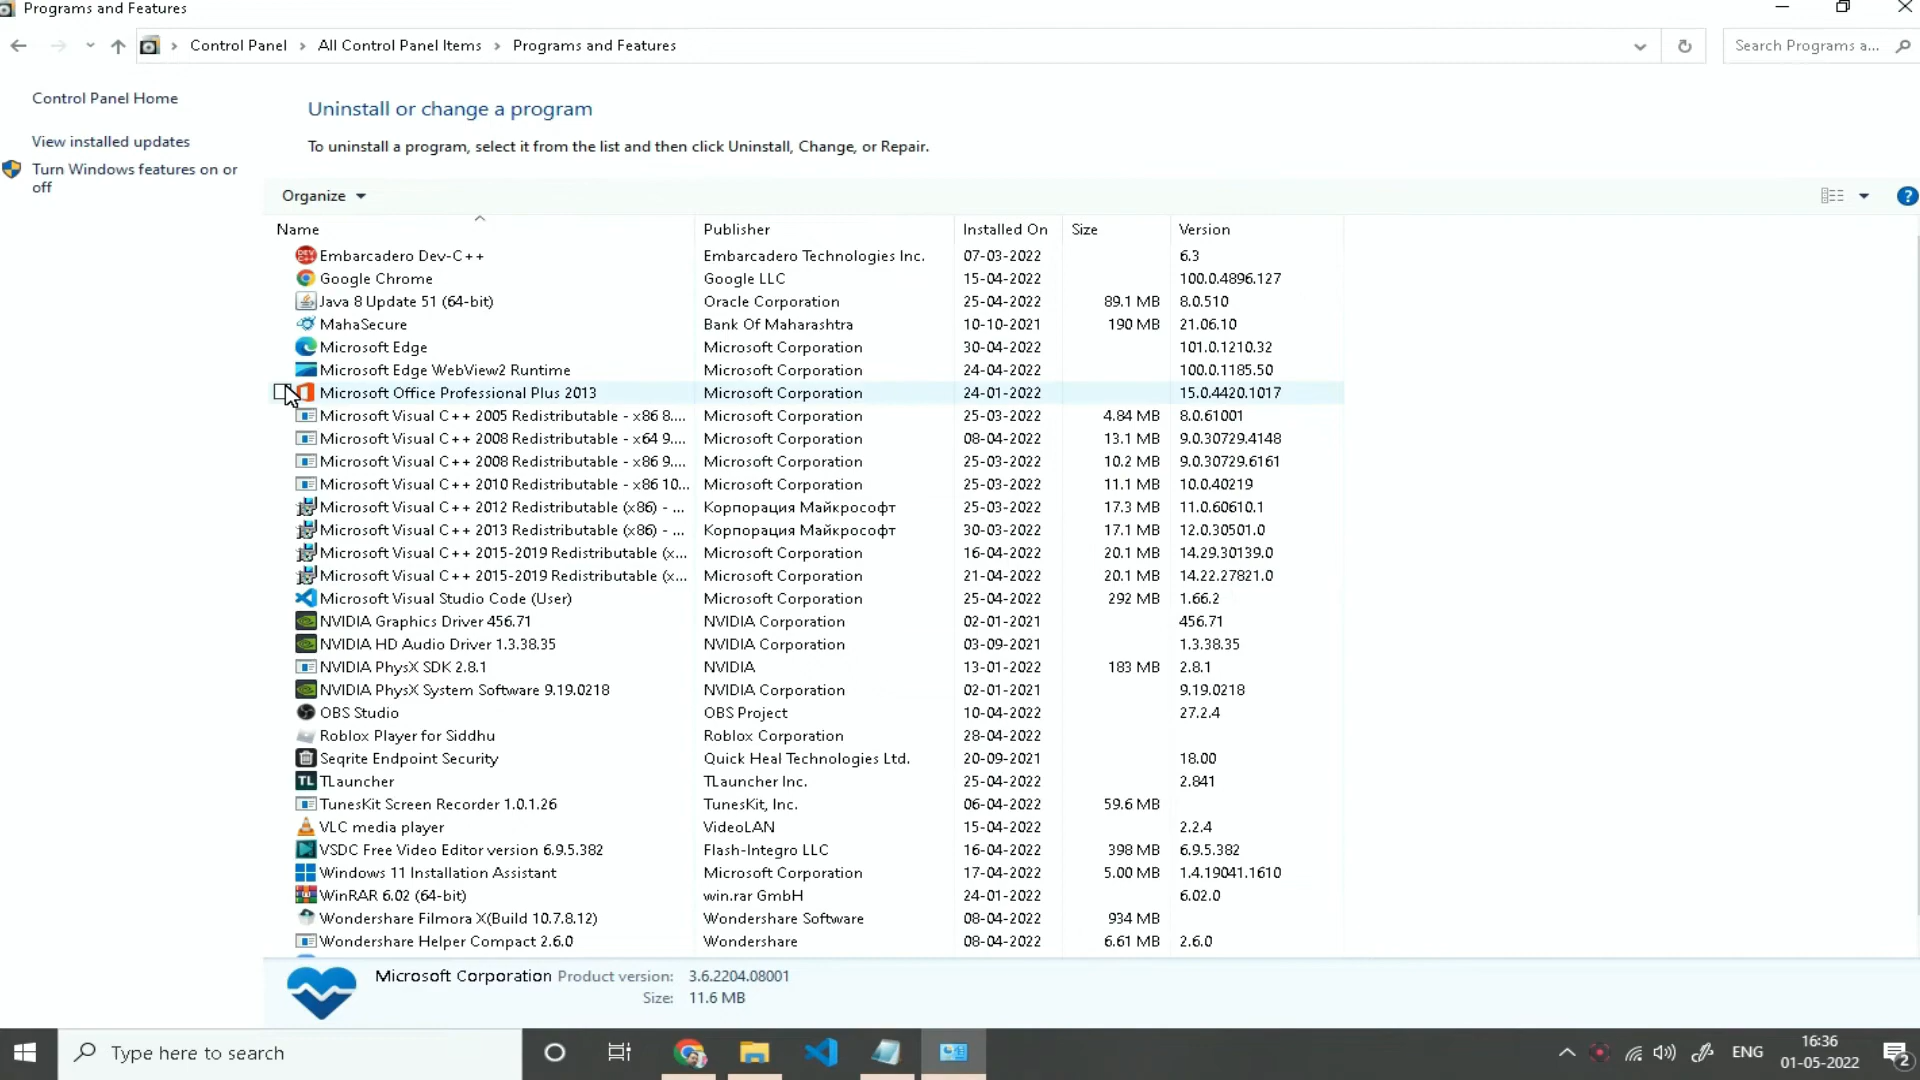 Programs and Features
Control Panel > All Control Panel Items > Programs and Features
Search Programs a...
Control Panel Home
View installed updates
Turn Windows features on or
off
Uninstall or change a program
To uninstall a program, select it from the list and then click Uninstall, Change, or Repair.
Organize
Name Publisher Installed On Size Version
Embarcadero Dev-C++ Embarcadero Technologies Inc. 07-03-2022 6.3
Google Chrome Google LLC 15-04-2022 100.0.4896.127
Java 8 Update 51 (64-bit) Oracle Corporation 25-04-2022 89.1 MB 8.0.510
MahaSecure Bank Of Maharashtra 10-10-2021 190 MB 21.06.10
Microsoft Edge Microsoft Corporation 30-04-2022 101.0.1210.32
Microsoft Edge WebView2 Runtime Microsoft Corporation 24-04-2022 100.0.1185.50
Microsoft Office Professional Plus 2013 Microsoft Corporation 24-01-2022 15.0.4420.1017
Microsoft Visual C++ 2005 Redistributable - x86 8.... Microsoft Corporation 25-03-2022 4.84 MB 8.0.61001
Microsoft Visual C++ 2008 Redistributable - x64 9.... Microsoft Corporation 08-04-2022 13.1 MB 9.0.30729.4148
Microsoft Visual C++ 2008 Redistributable - x86 9.... Microsoft Corporation 25-03-2022 10.2 MB 9.0.30729.6161
Microsoft Visual C++ 2010 Redistributable - x86 10... Microsoft Corporation 25-03-2022 11.1 MB 10.0.40219
Microsoft Visual C++ 2012 Redistributable (x86) - ... Корпорация Майкрософт 25-03-2022 17.3 MB 11.0.60610.1
Microsoft Visual C++ 2013 Redistributable (x86) - ... Корпорация Майкрософт 30-03-2022 17.1 MB 12.0.30501.0
Microsoft Visual C++ 2015-2019 Redistributable (x... Microsoft Corporation 16-04-2022 20.1 MB 14.29.30139.0
Microsoft Visual C++ 2015-2019 Redistributable (x... Microsoft Corporation 21-04-2022 20.1 MB 14.22.27821.0
Microsoft Visual Studio Code (User) Microsoft Corporation 25-04-2022 292 MB 1.66.2
NVIDIA Graphics Driver 456.71 NVIDIA Corporation 02-01-2021 456.71
NVIDIA HD Audio Driver 1.3.38.35 NVIDIA Corporation 03-09-2021 1.3.38.35
NVIDIA PhysX SDK 2.8.1 NVIDIA 13-01-2022 183 MB 2.8.1
NVIDIA PhysX System Software 9.19.0218 NVIDIA Corporation 02-01-2021 9.19.0218
OBS Studio OBS Project 10-04-2022 27.2.4
Roblox Player for Siddhu Roblox Corporation 28-04-2022
Seqrite Endpoint Security Quick Heal Technologies Ltd. 20-09-2021 18.00
TL TLauncher TLauncher Inc. 25-04-2022 2.841
TunesKit Screen Recorder 1.0.1.26 TunesKit, Inc. 06-04-2022 59.6 MB
VLC media player VideoLAN 15-04-2022 2.2.4
VSDC Free Video Editor version 6.9.5.382 Flash-Integro LLC 16-04-2022 398 MB 6.9.5.382
Windows 11 Installation Assistant Microsoft Corporation 17-04-2022 5.00 MB 1.4.19041.1610
WinRAR 6.02 (64-bit) win.rar GmbH 24-01-2022 6.02.0
Wondershare Filmora X(Build 10.7.8.12) Wondershare Software 08-04-2022 934 MB
Wondershare Helper Compact 2.6.0 Wondershare 08-04-2022 6.61 MB 2.6.0
Microsoft Corporation Product version: 3.6.2204.08001
Size: 11.6 MB
Type here to search
ENG
16:36
01-05-2022
2